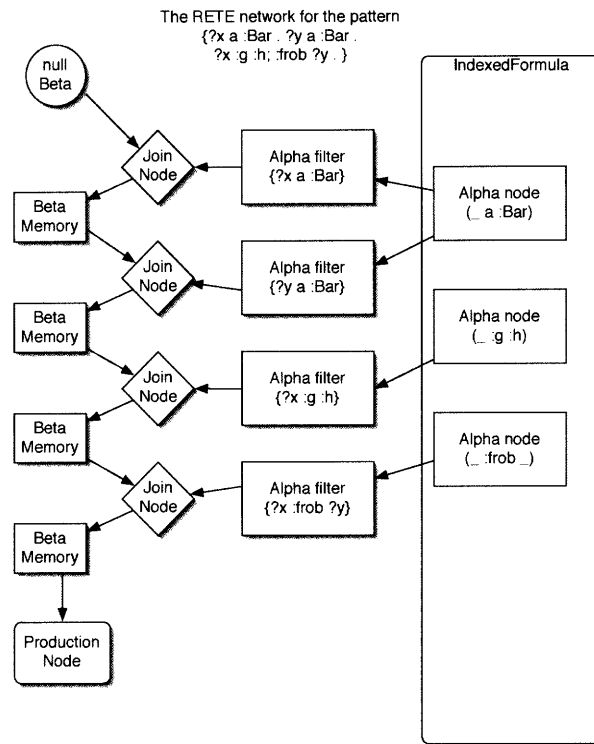 The RETE network for the pattern
{?x a :Bar . ?y a :Bar .
?x :g :h; :frob ?y . }
IndexedFormula
null
Beta
Join
Node
Alpha filter
{?x a :Bar}
Alpha node
(_ a :Bar)
Beta
Memory
Join
Node
Alpha filter
{?y a :Bar}
Beta
Memory
Alpha node
(_ :g :h)
Join
Node
Alpha filter
{?x :g :h}
Beta
Memory
Alpha node
(_ :frob _)
Join
Node
Alpha filter
{?x :frob ?y}
Beta
Memory
Production
Node